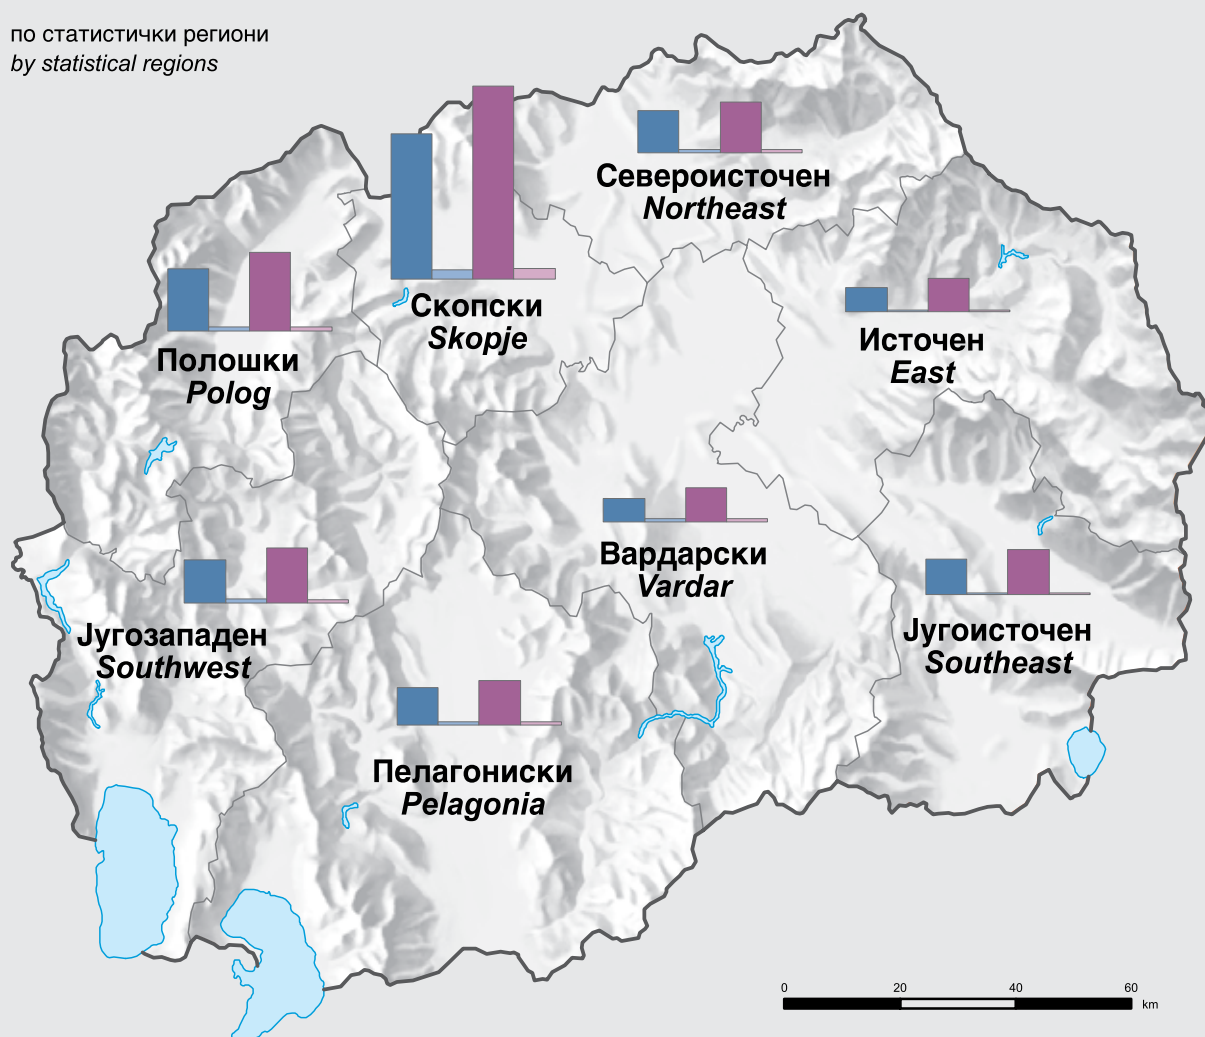 по статистички региони
by statistical regions
Североисточен
Northeast
Скопски
Skopje
Источен
East
Полошки
Polog
Вардарски
Vardar
Југозападен
Southwest
Југоисточен
Southeast
Пелагониски
Pelagonia
0 20 40 60
km